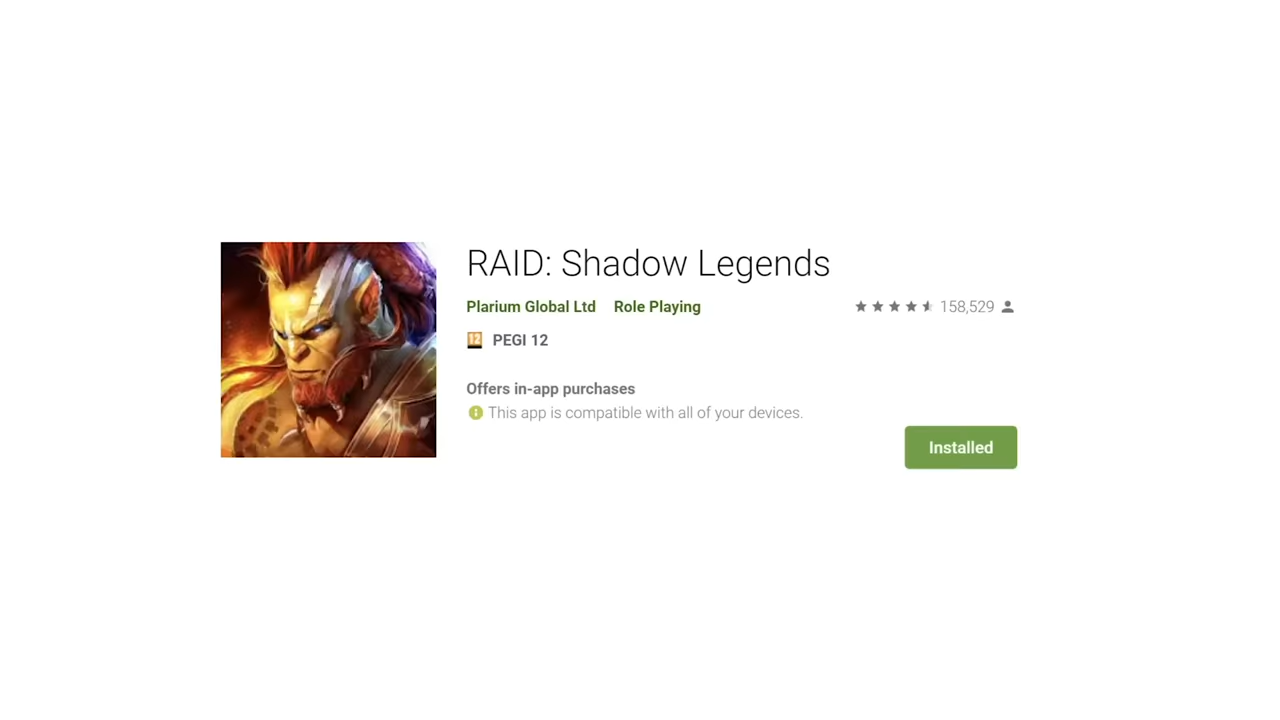 RAID: Shadow Legends
Plarium Global Ltd Role Playing 158,529
12 PEGI 12
Offers in-app purchases
This app is compatible with all of your devices.
Installed